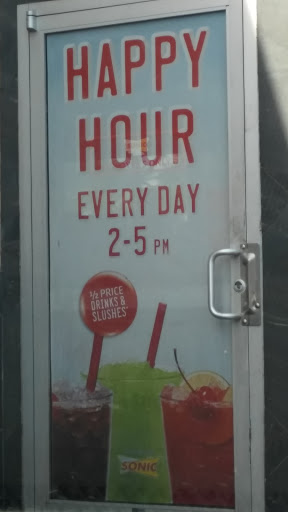 HAPPY
HOUR
EVERY DAY
2-5 PM
½ PRICE
DRINKS &
SLUSHES*
SONIC